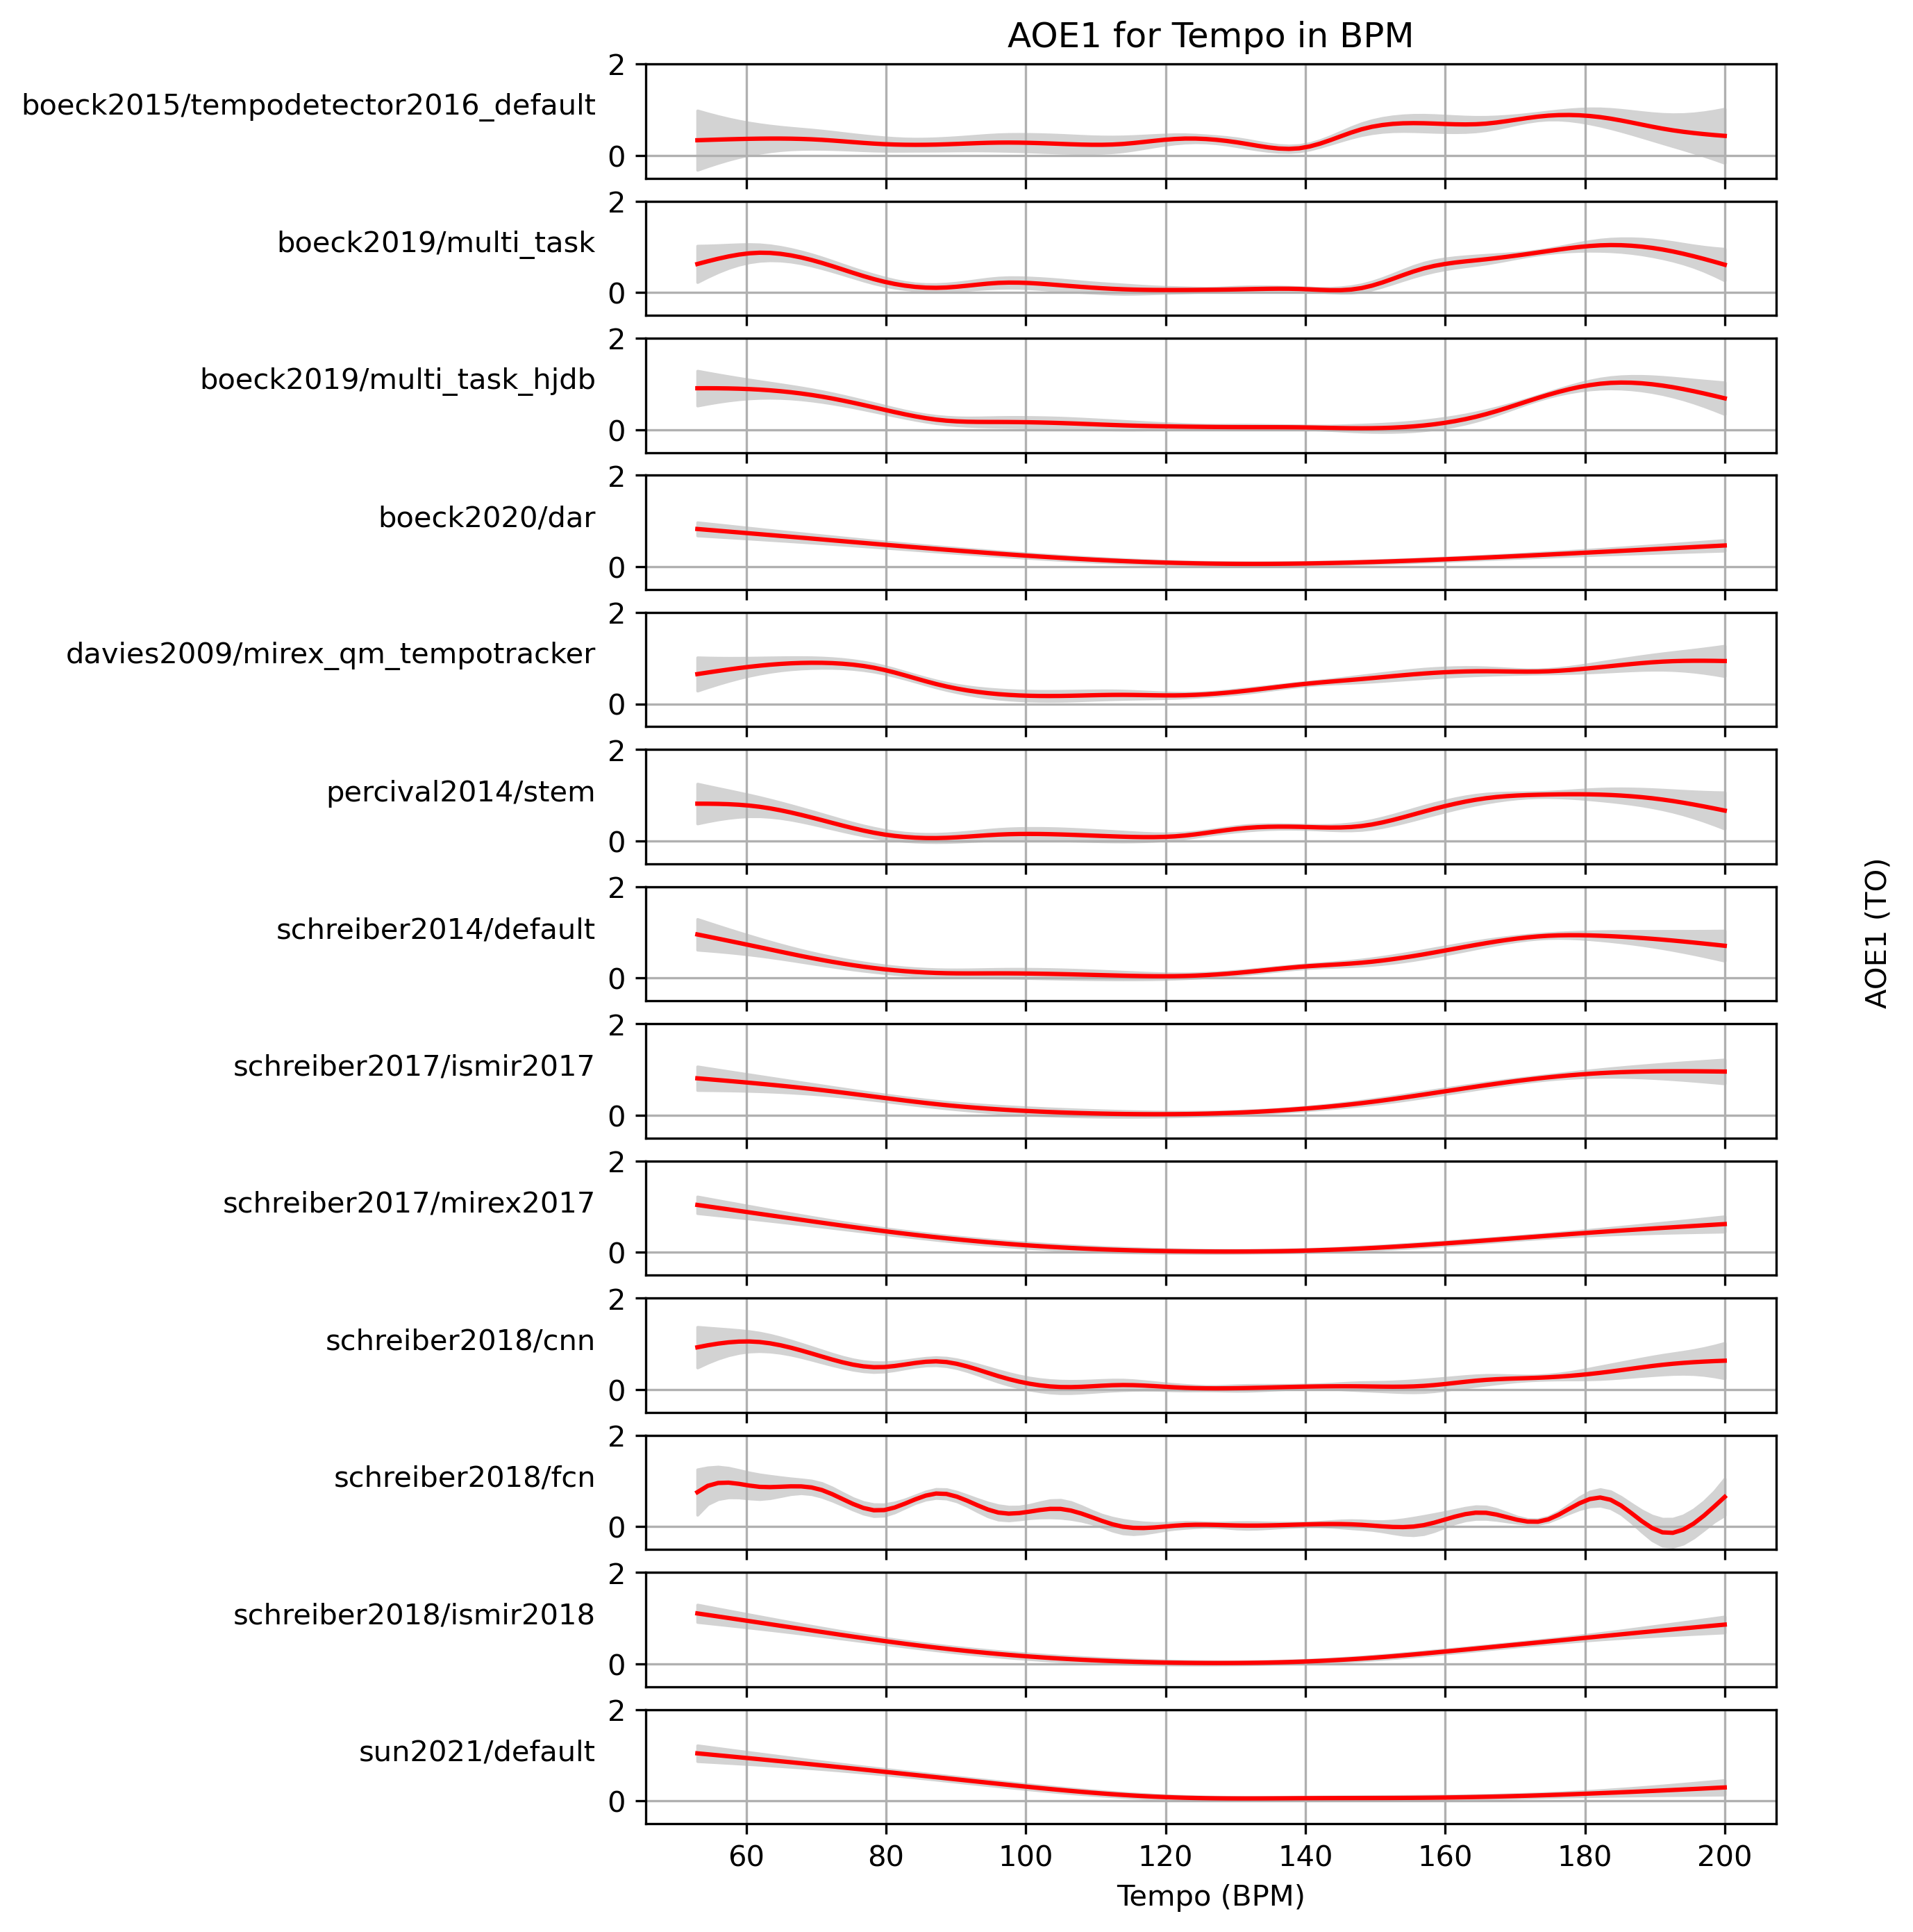 AOE1 for Tempo in BPM
boeck2015/tempodetector2016_default
2
0
boeck2019/multi_task
2
0
boeck2019/multi_task_hjdb
2
0
boeck2020/dar
2
0
davies2009/mirex_qm_tempotracker
2
0
percival2014/stem
2
0
schreiber2014/default
2
0
schreiber2017/ismir2017
2
0
schreiber2017/mirex2017
2
0
schreiber2018/cnn
2
0
schreiber2018/fcn
2
0
schreiber2018/ismir2018
2
0
sun2021/default
2
0
60 80 100 120 140 160 180 200
Tempo (BPM)
AOE1 (TO)